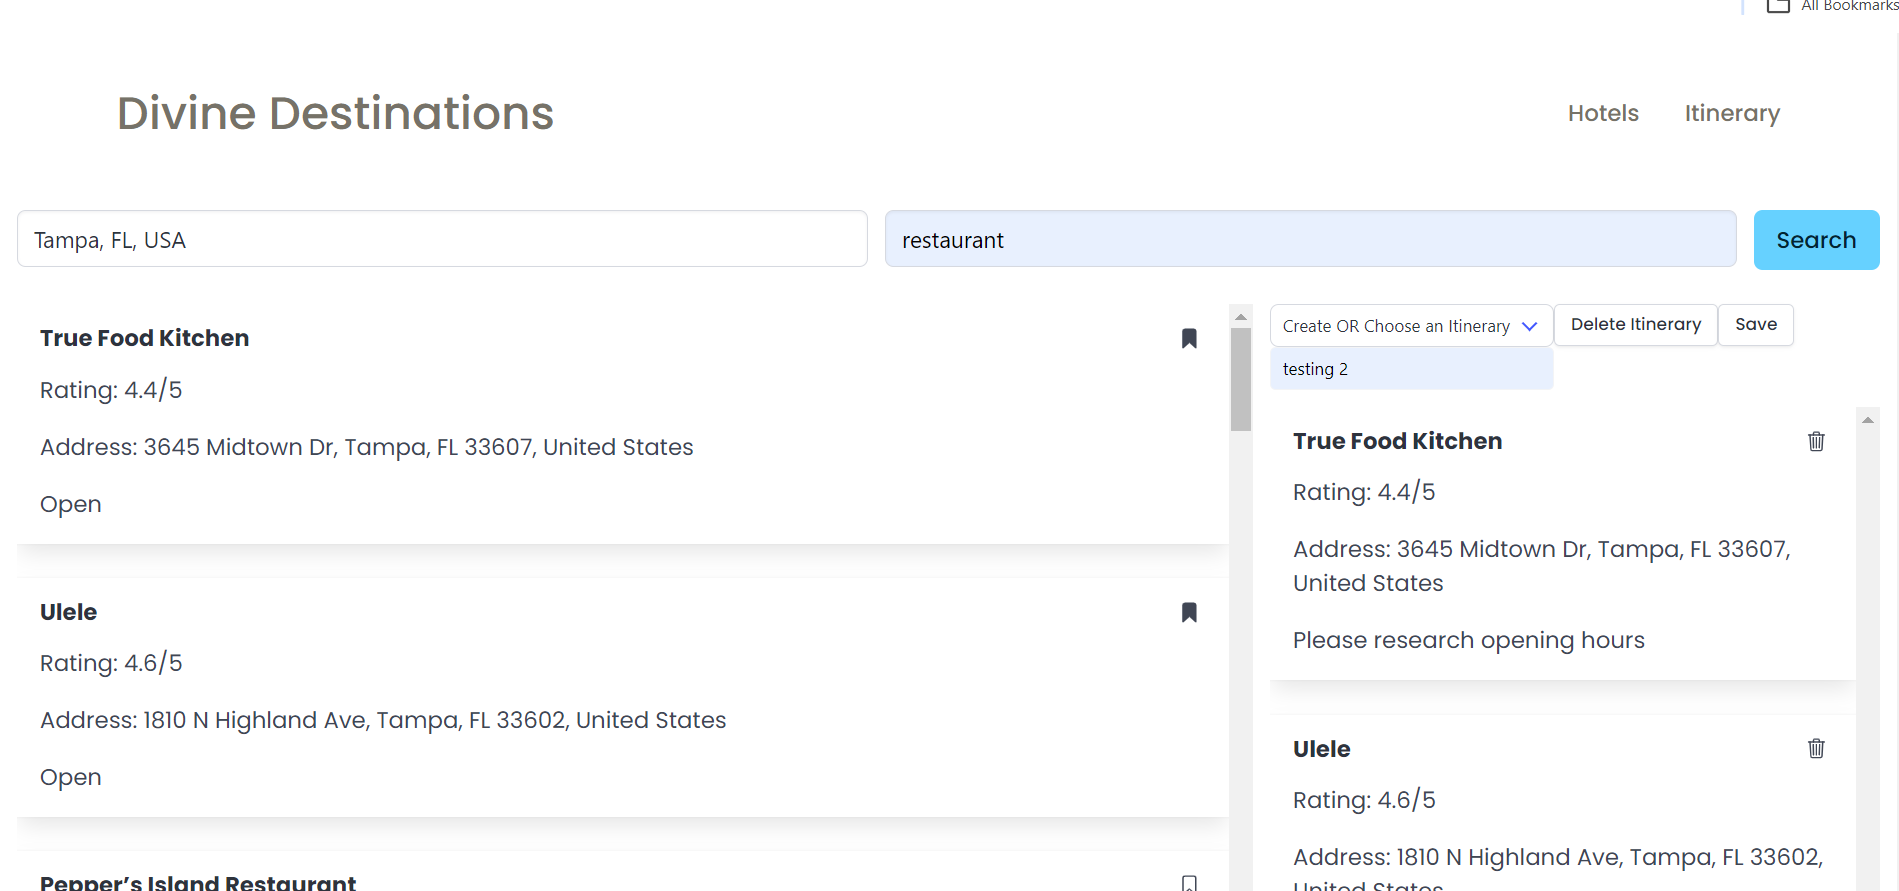 All Bookmarks
Divine Destinations
Hotels
Itinerary
Tampa, FL, USA
restaurant
Search
True Food Kitchen
Rating: 4.4/5
Address: 3645 Midtown Dr, Tampa, FL 33607, United States
Open
Ulele
Rating: 4.6/5
Address: 1810 N Highland Ave, Tampa, FL 33602, United States
Open
Pepper’s Island Restaurant
Create OR Choose an Itinerary
Delete Itinerary
Save
testing 2
True Food Kitchen
Rating: 4.4/5
Address: 3645 Midtown Dr, Tampa, FL 33607,
United States
Please research opening hours
Ulele
Rating: 4.6/5
Address: 1810 N Highland Ave, Tampa, FL 33602,
United States